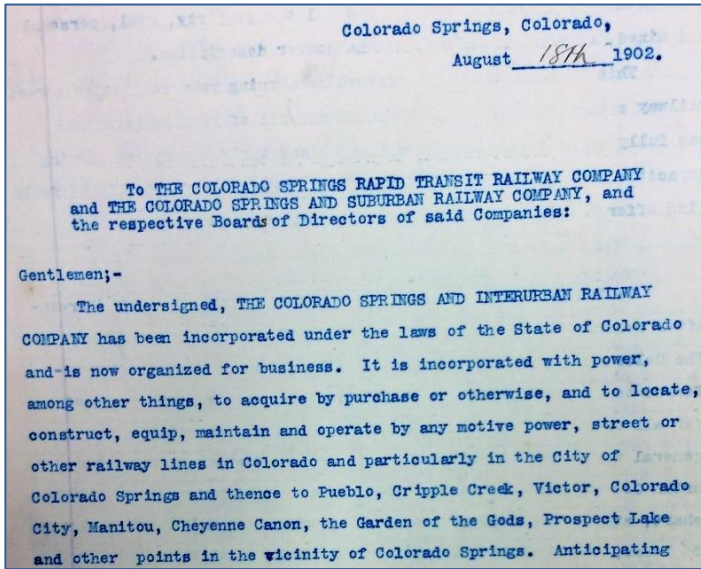 Colorado Springs, Colorado,
August 18th 1902.
To THE COLORADO SPRINGS RAPID TRANSIT RAILWAY COMPANY
and THE COLORADO SPRINGS AND SUBURBAN RAILWAY COMPANY, and
the respective Boards of Directors of said Companies:
Gentlemen;-
The undersigned, THE COLORADO SPRINGS AND INTERURBAN RAILWAY
COMPANY has been incorporated under the laws of the State of Colorado
and-is now organized for business. It is incorporated with power,
among other things, to acquire by purchase or otherwise, and to locate,
construct, equip, maintain and operate by any motive power, street or
other railway lines in Colorado and particularly in the City of
Colorado Springs and thence to Pueblo, Cripple Creek, Victor, Colorado
City, Manitou, Cheyenne Canon, the Garden of the Gods, Prospect Lake
and other points in the vicinity of Colorado Springs. Anticipating